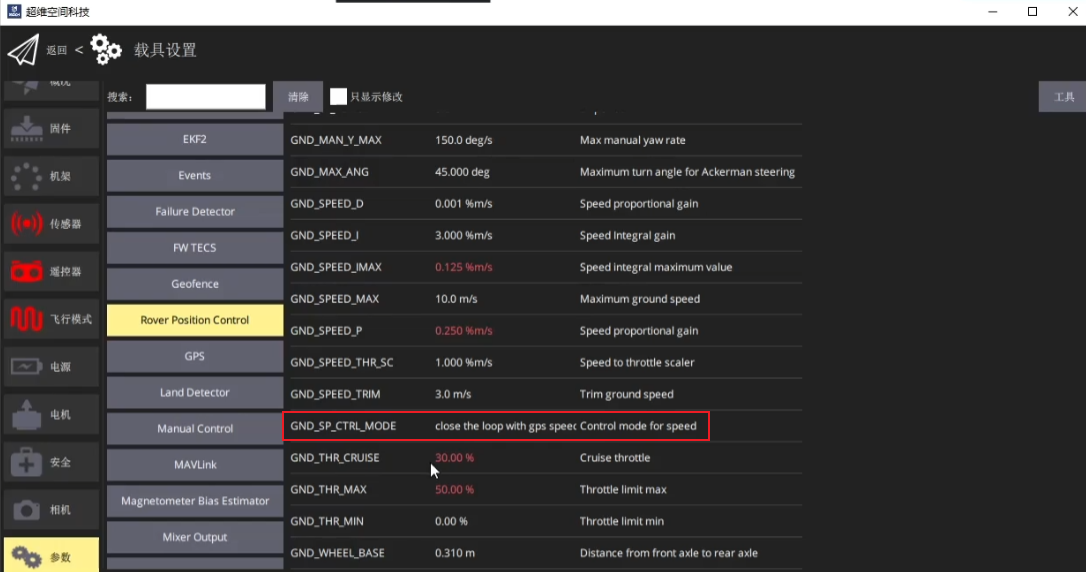 超维空间科技
返回 < 载具设置
搜索: 清除 只显示修改 工具
概况
固件
机架
传感器
遥控器
飞行模式
电源
电机
安全
相机
参数
EKF2
Events
Failure Detector
FW TECS
Geofence
Rover Position Control
GPS
Land Detector
Manual Control
MAVLink
Magnetometer Bias Estimator
Mixer Output
GND_MAN_Y_MAX 150.0 deg/s Max manual yaw rate
GND_MAX_ANG 45.000 deg Maximum turn angle for Ackerman steering
GND_SPEED_D 0.001 %m/s Speed proportional gain
GND_SPEED_I 3.000 %m/s Speed Integral gain
GND_SPEED_IMAX 0.125 %m/s Speed integral maximum value
GND_SPEED_MAX 10.0 m/s Maximum ground speed
GND_SPEED_P 0.250 %m/s Speed proportional gain
GND_SPEED_THR_SC 1.000 %m/s Speed to throttle scaler
GND_SPEED_TRIM 3.0 m/s Trim ground speed
GND_SP_CTRL_MODE close the loop with gps speed Control mode for speed
GND_THR_CRUISE 30.00 % Cruise throttle
GND_THR_MAX 50.00 % Throttle limit max
GND_THR_MIN 0.00 % Throttle limit min
GND_WHEEL_BASE 0.310 m Distance from front axle to rear axle